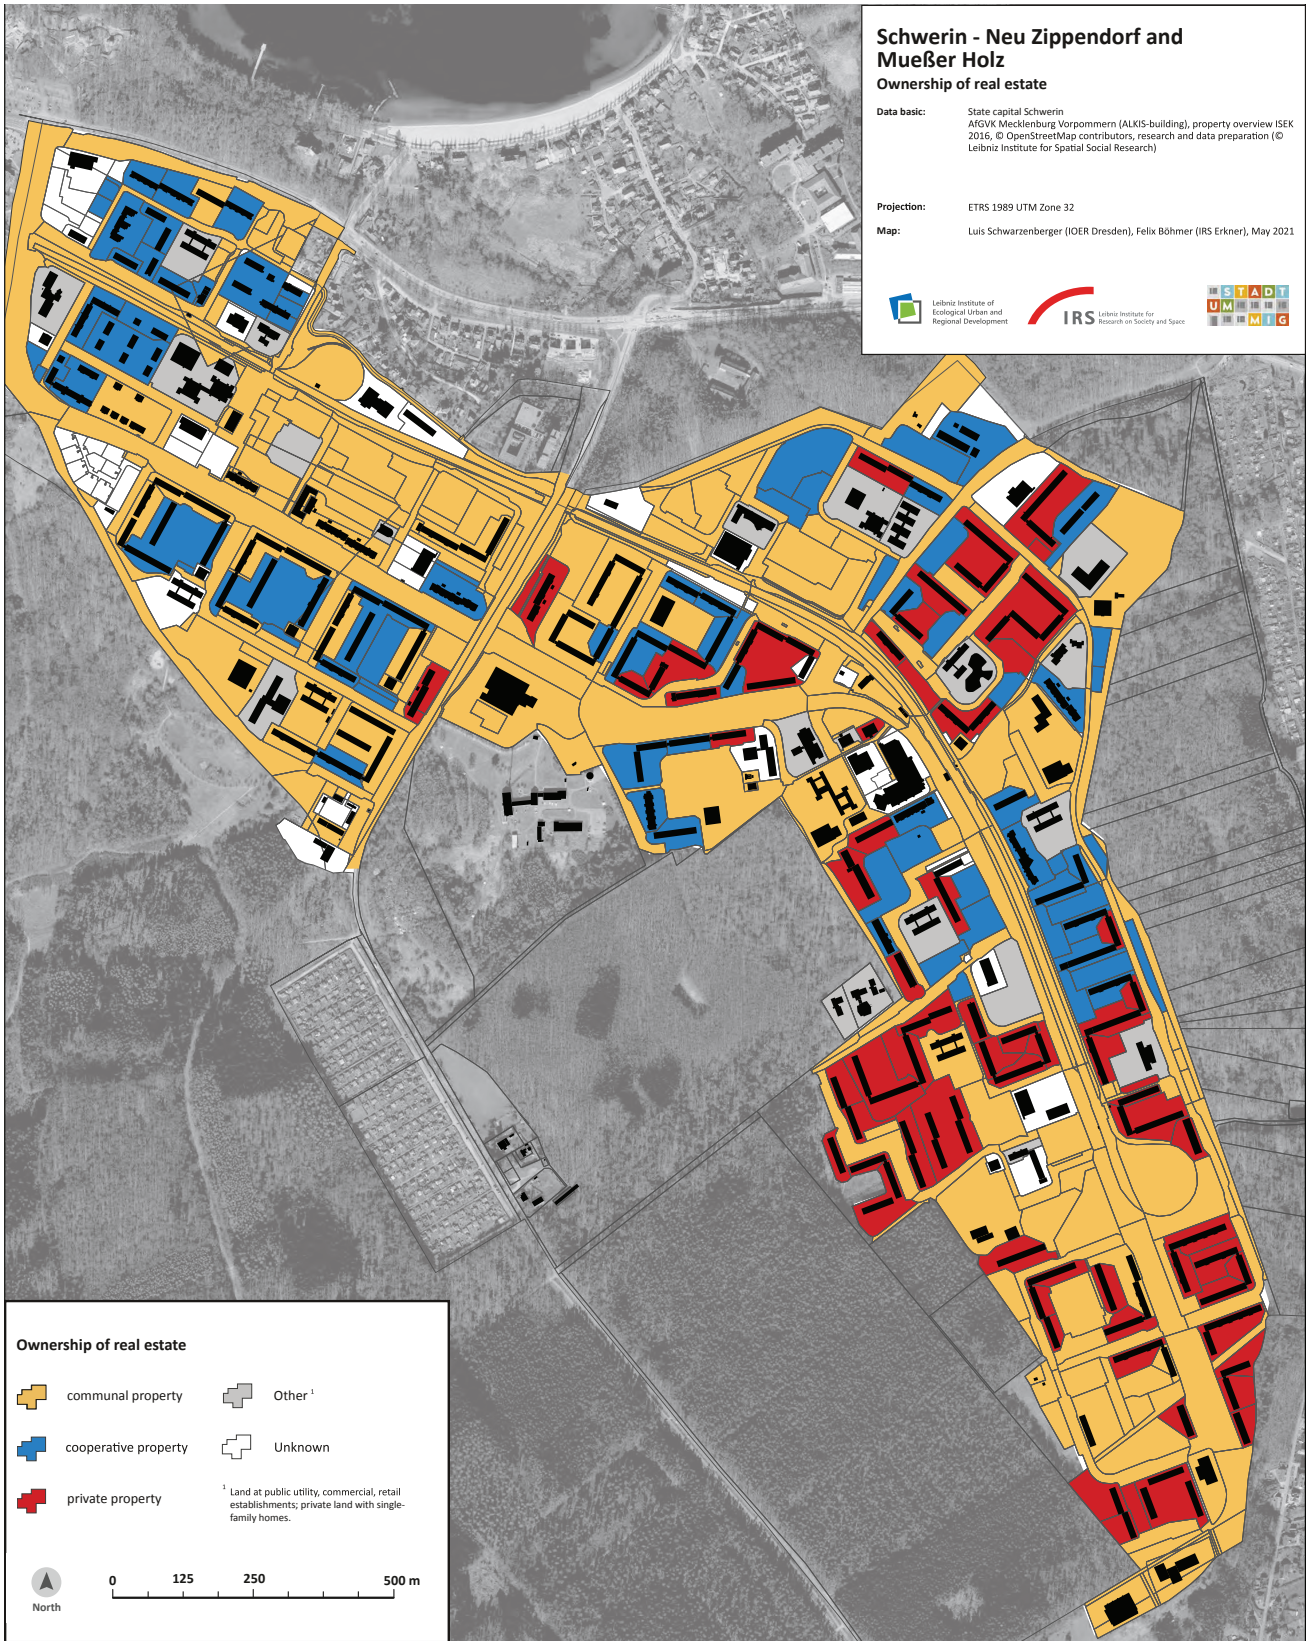 Schwerin - Neu Zippendorf and
Mueßer Holz
Ownership of real estate
Data basic: State capital Schwerin
AfGVK Mecklenburg Vorpommern (ALKIS-building), property overview ISEK
2016, © OpenStreetMap contributors, research and data preparation (©
Leibniz Institute for Spatial Social Research)
Projection: ETRS 1989 UTM Zone 32
Map: Luis Schwarzenberger (IOER Dresden), Felix Böhmer (IRS Erkner), May 2021
Leibniz Institute of
Ecological Urban and
Regional Development
IRS Leibniz Institute for
Research on Society and Space
STADT
UM
MIG
Ownership of real estate
communal property
Other 1
cooperative property
Unknown
private property
1 Land at public utility, commercial, retail
establishments; private land with single-
family homes.
North
0 125 250 500 m